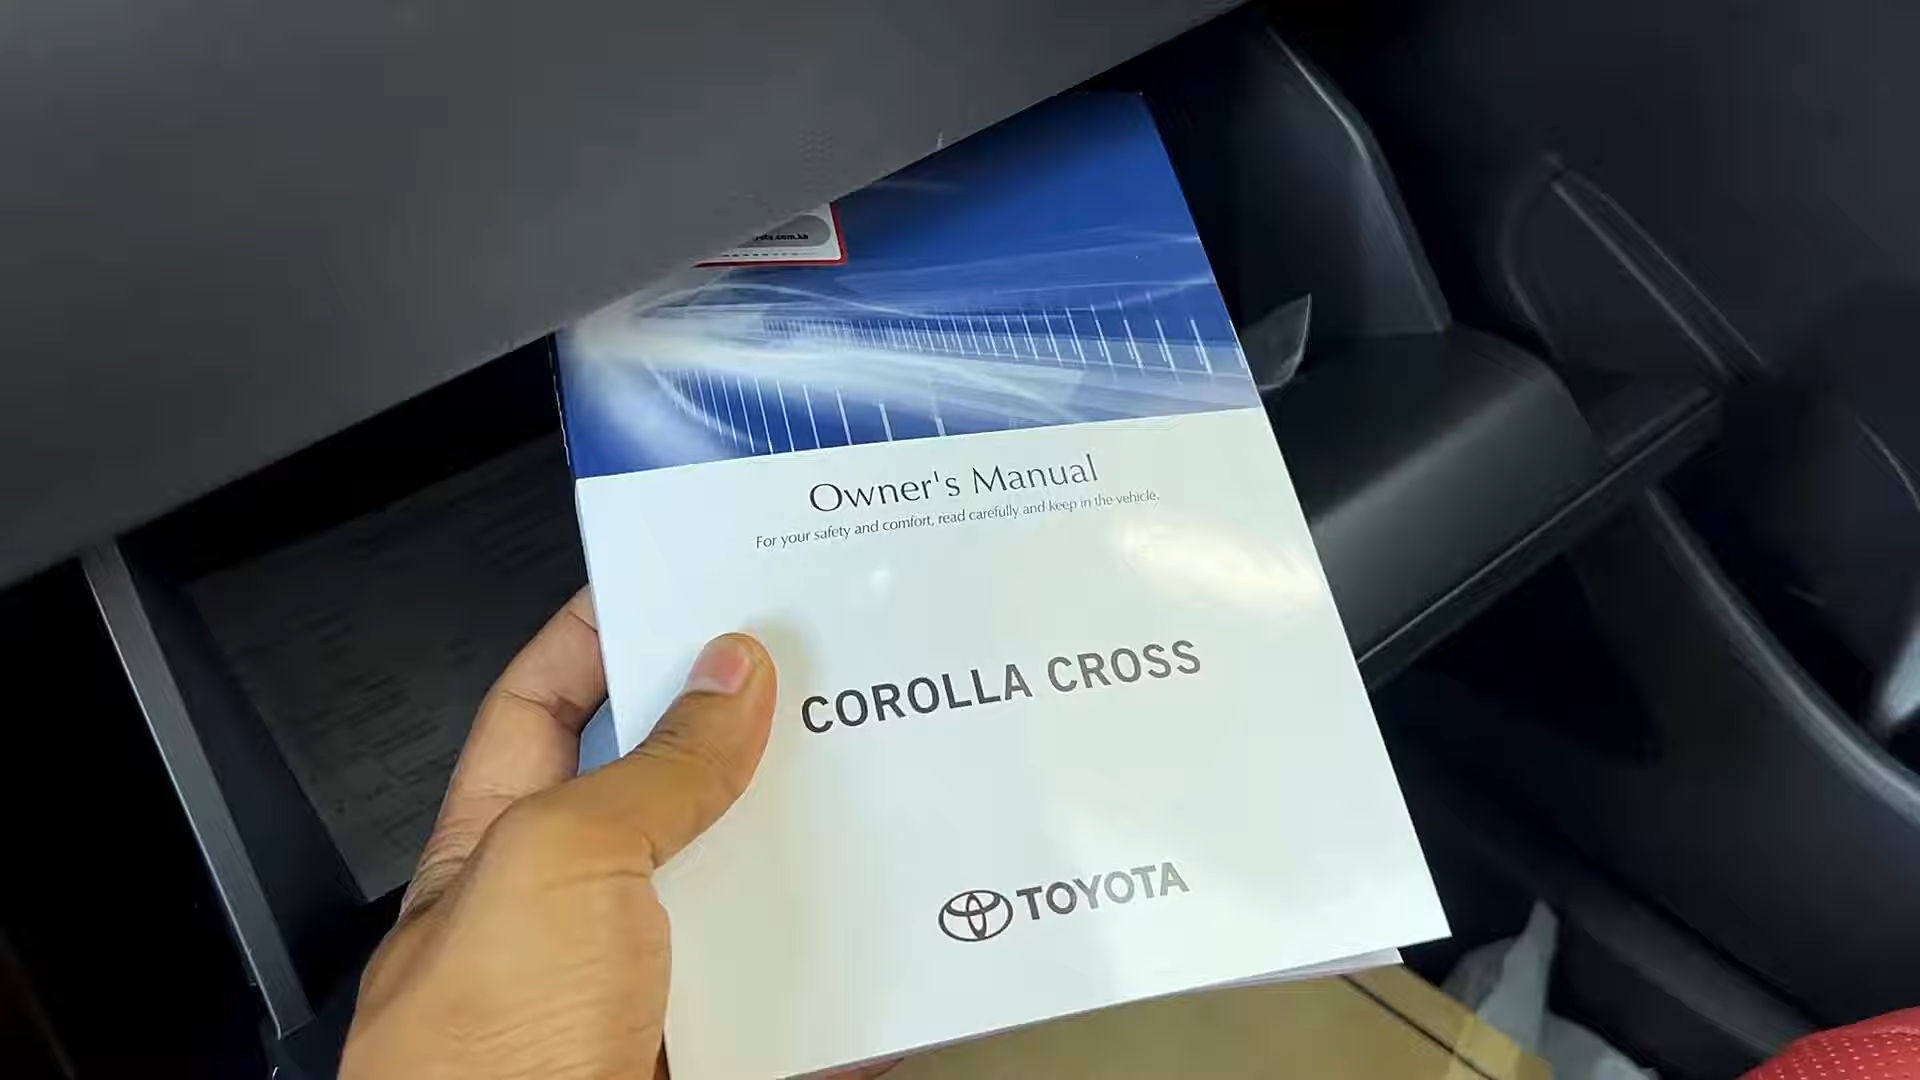 Owner's Manual
For your safety and comfort, read carefully and keep in the vehicle.
COROLLA CROSS
TOYOTA